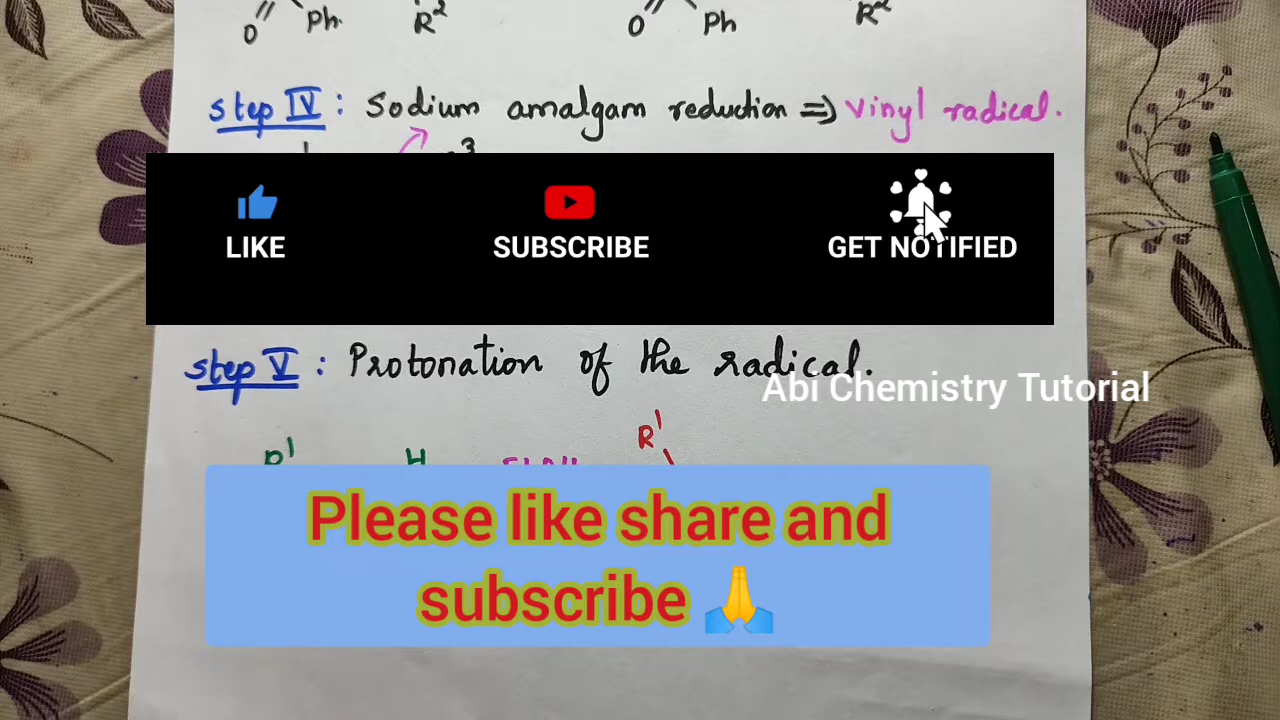 O Ph R² O Ph R²
step IV : Sodium amalgam reduction => vinyl radical.
LIKE SUBSCRIBE GET NOTIFIED
step V : Protonation of the radical.
Abi Chemistry Tutorial
R¹ H R¹
Please like share and
subscribe 🙏